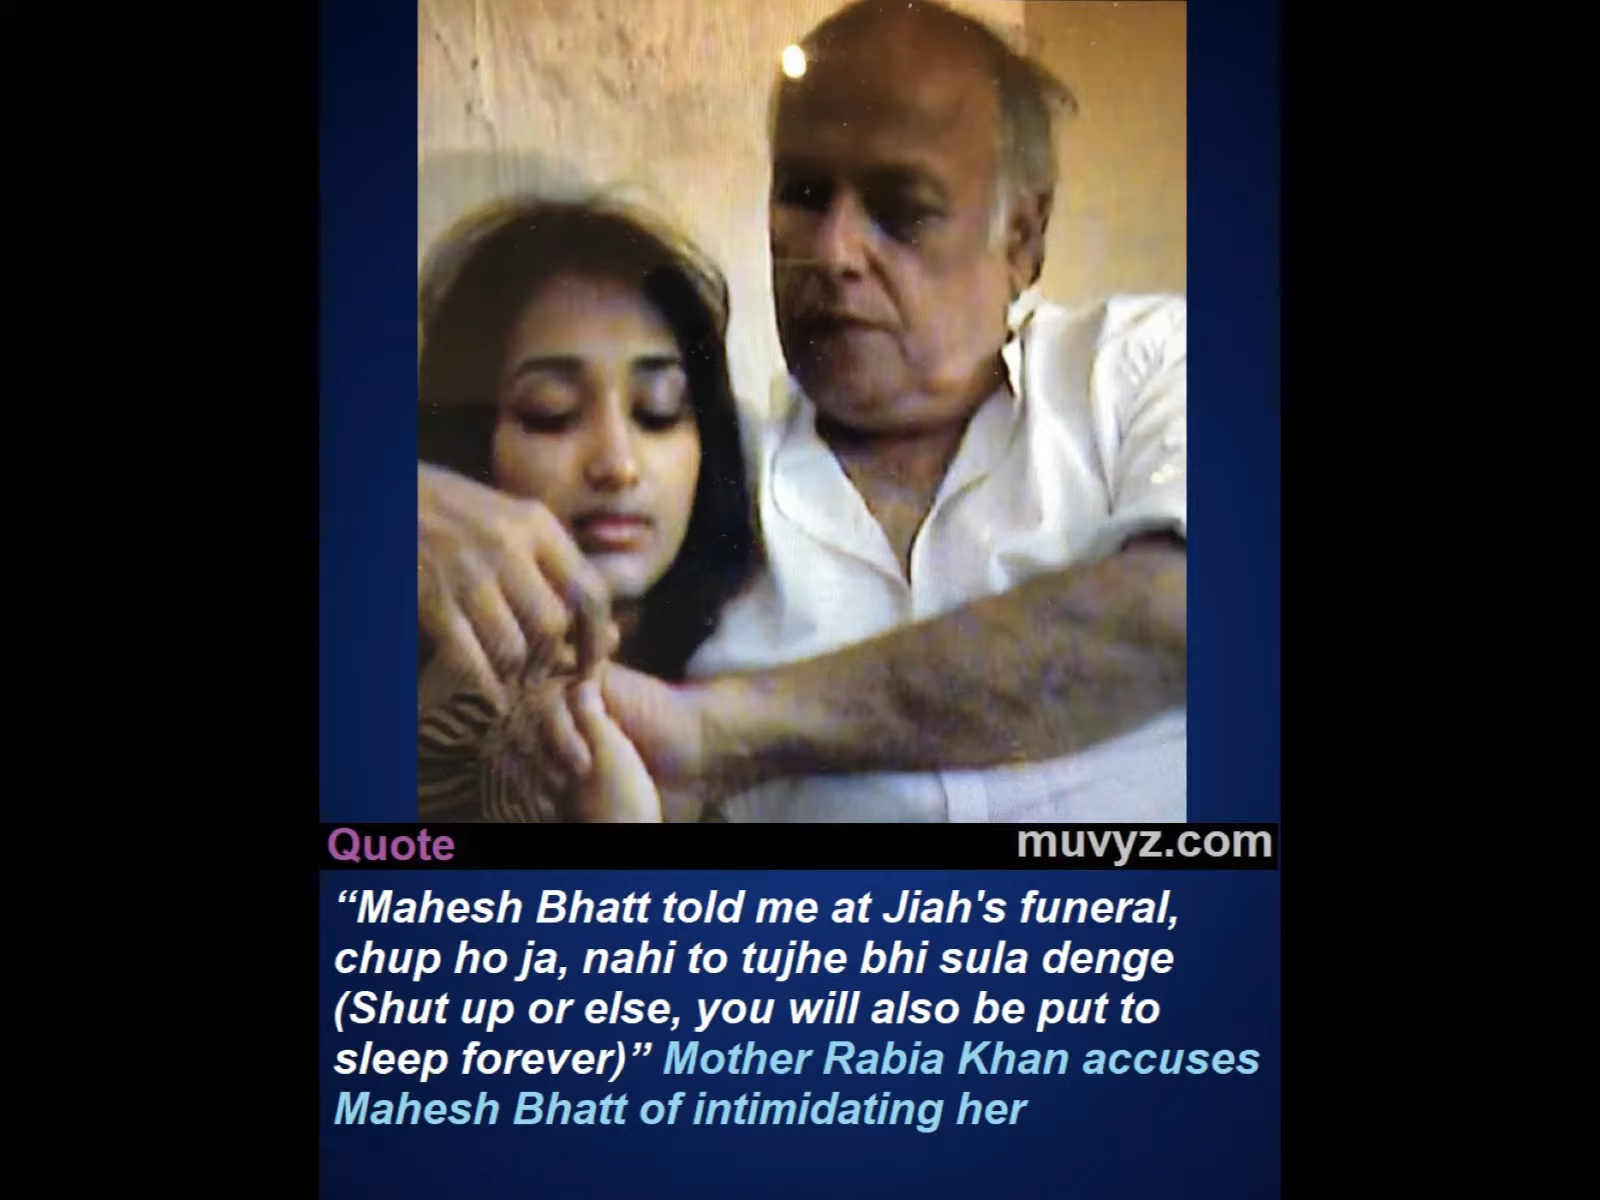 Quote
muvyz.com
“Mahesh Bhatt told me at Jiah's funeral,
chup ho ja, nahi to tujhe bhi sula denge
(Shut up or else, you will also be put to
sleep forever)” Mother Rabia Khan accuses
Mahesh Bhatt of intimidating her